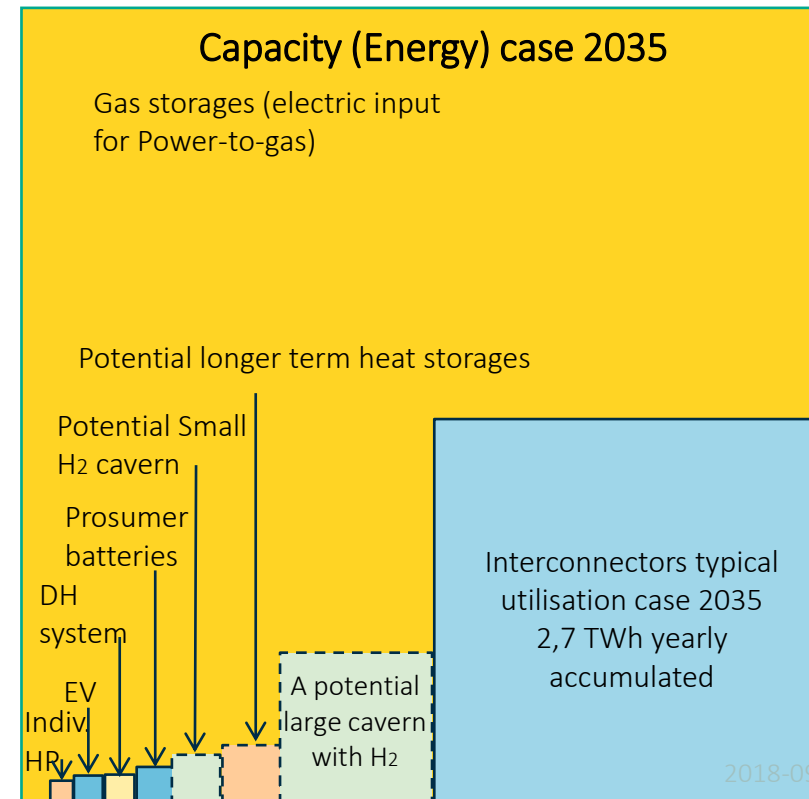 Capacity (Energy) case 2035
Gas storages (electric input
for Power-to-gas)
Potential longer term heat storages
Potential Small
H2 cavern
Prosumer
batteries
DH
system
EV
Indiv.
HP
A potential
large cavern
with H2
Interconnectors typical
utilisation case 2035
2,7 TWh yearly
accumulated
2018-09